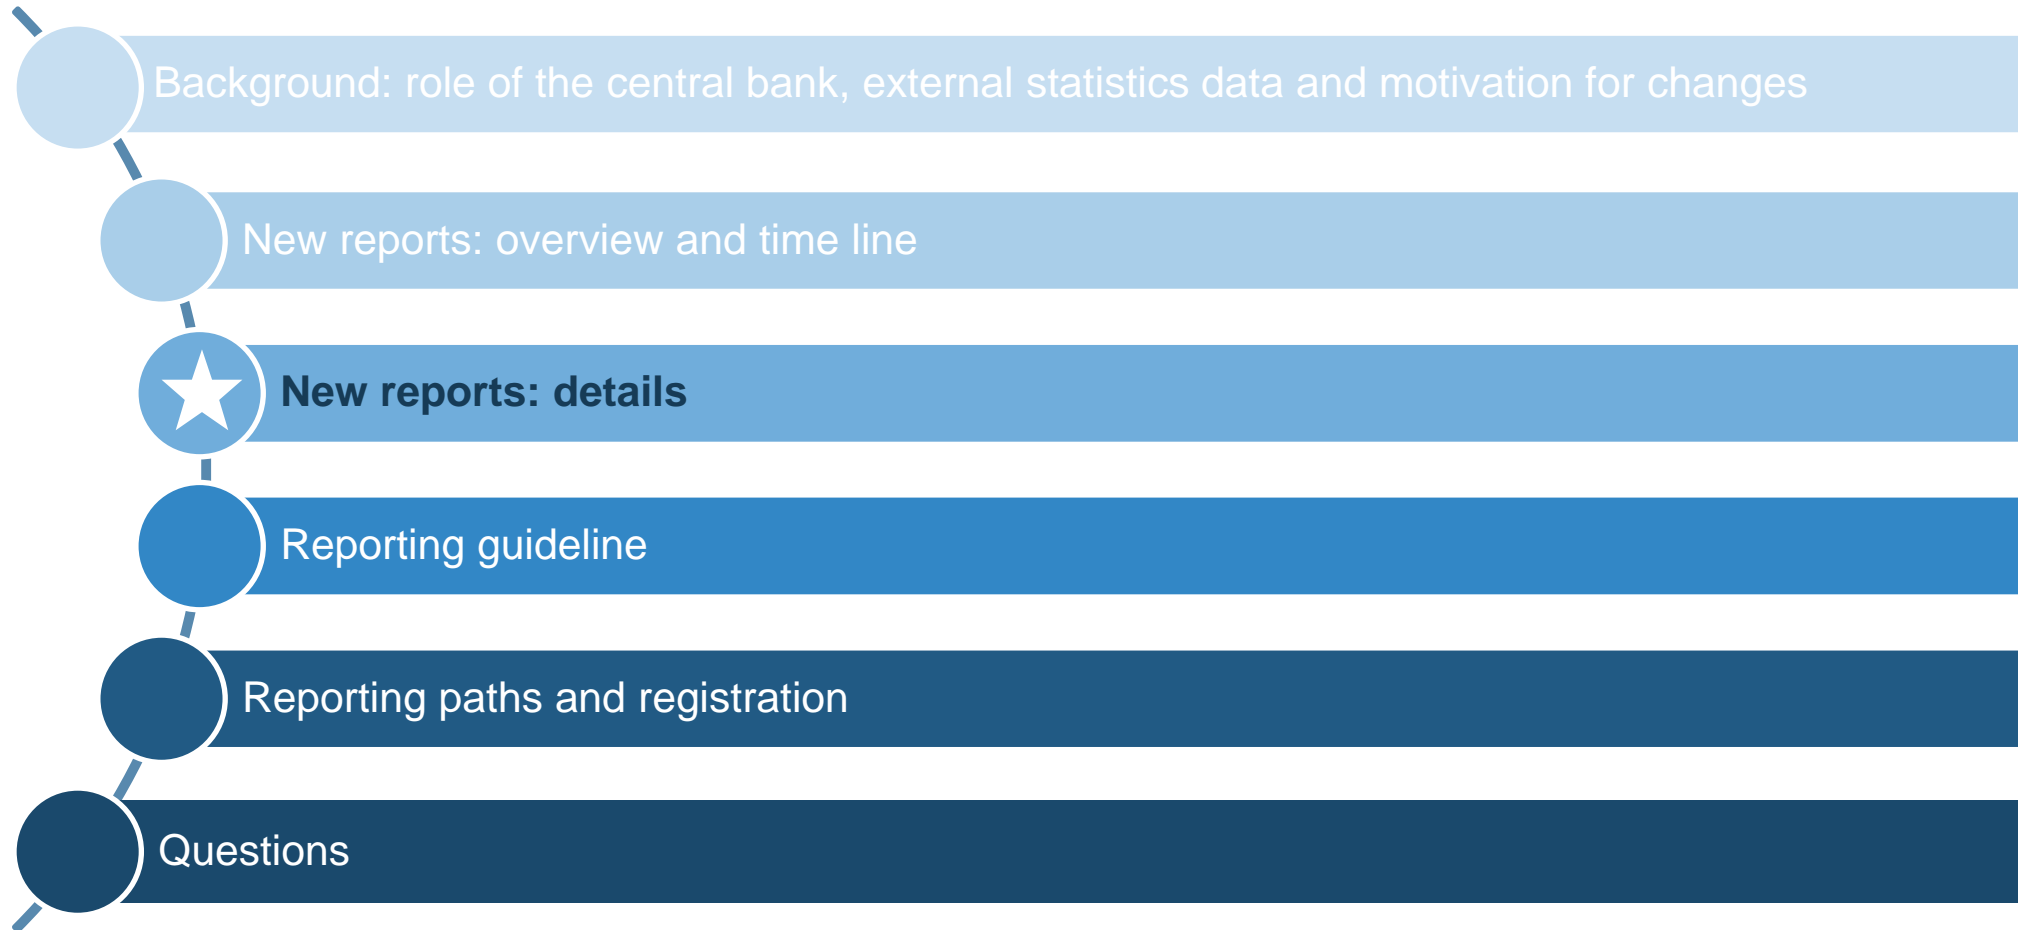 Background: role of the central bank, external statistics data and motivation for changes
New reports: overview and time line
New reports: details
Reporting guideline
Reporting paths and registration
Questions